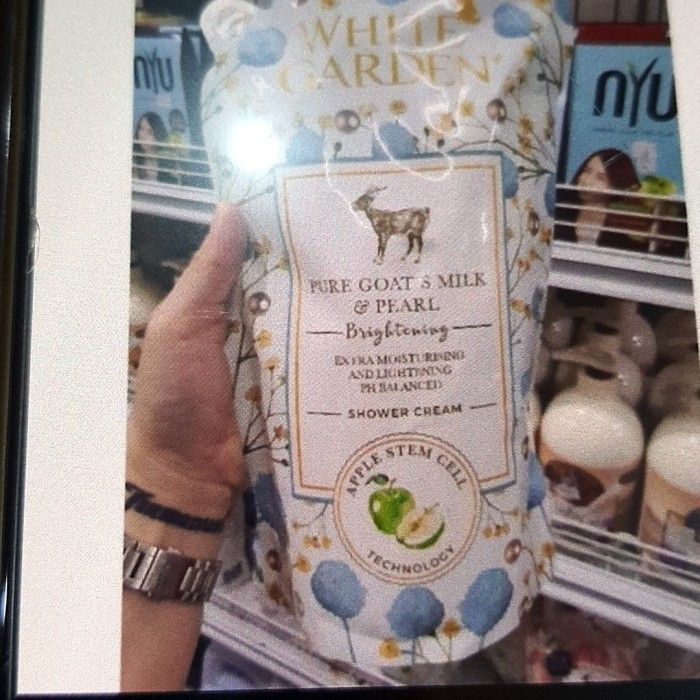 WHITE
GARDEN
nyu
nyu
PURE GOAT'S MILK
& PEARL
Brightening
EXTRA MOISTURISING
AND LIGHTENING
PH BALANCED
SHOWER CREAM
APPLE STEM CELL
TECHNOLOGY